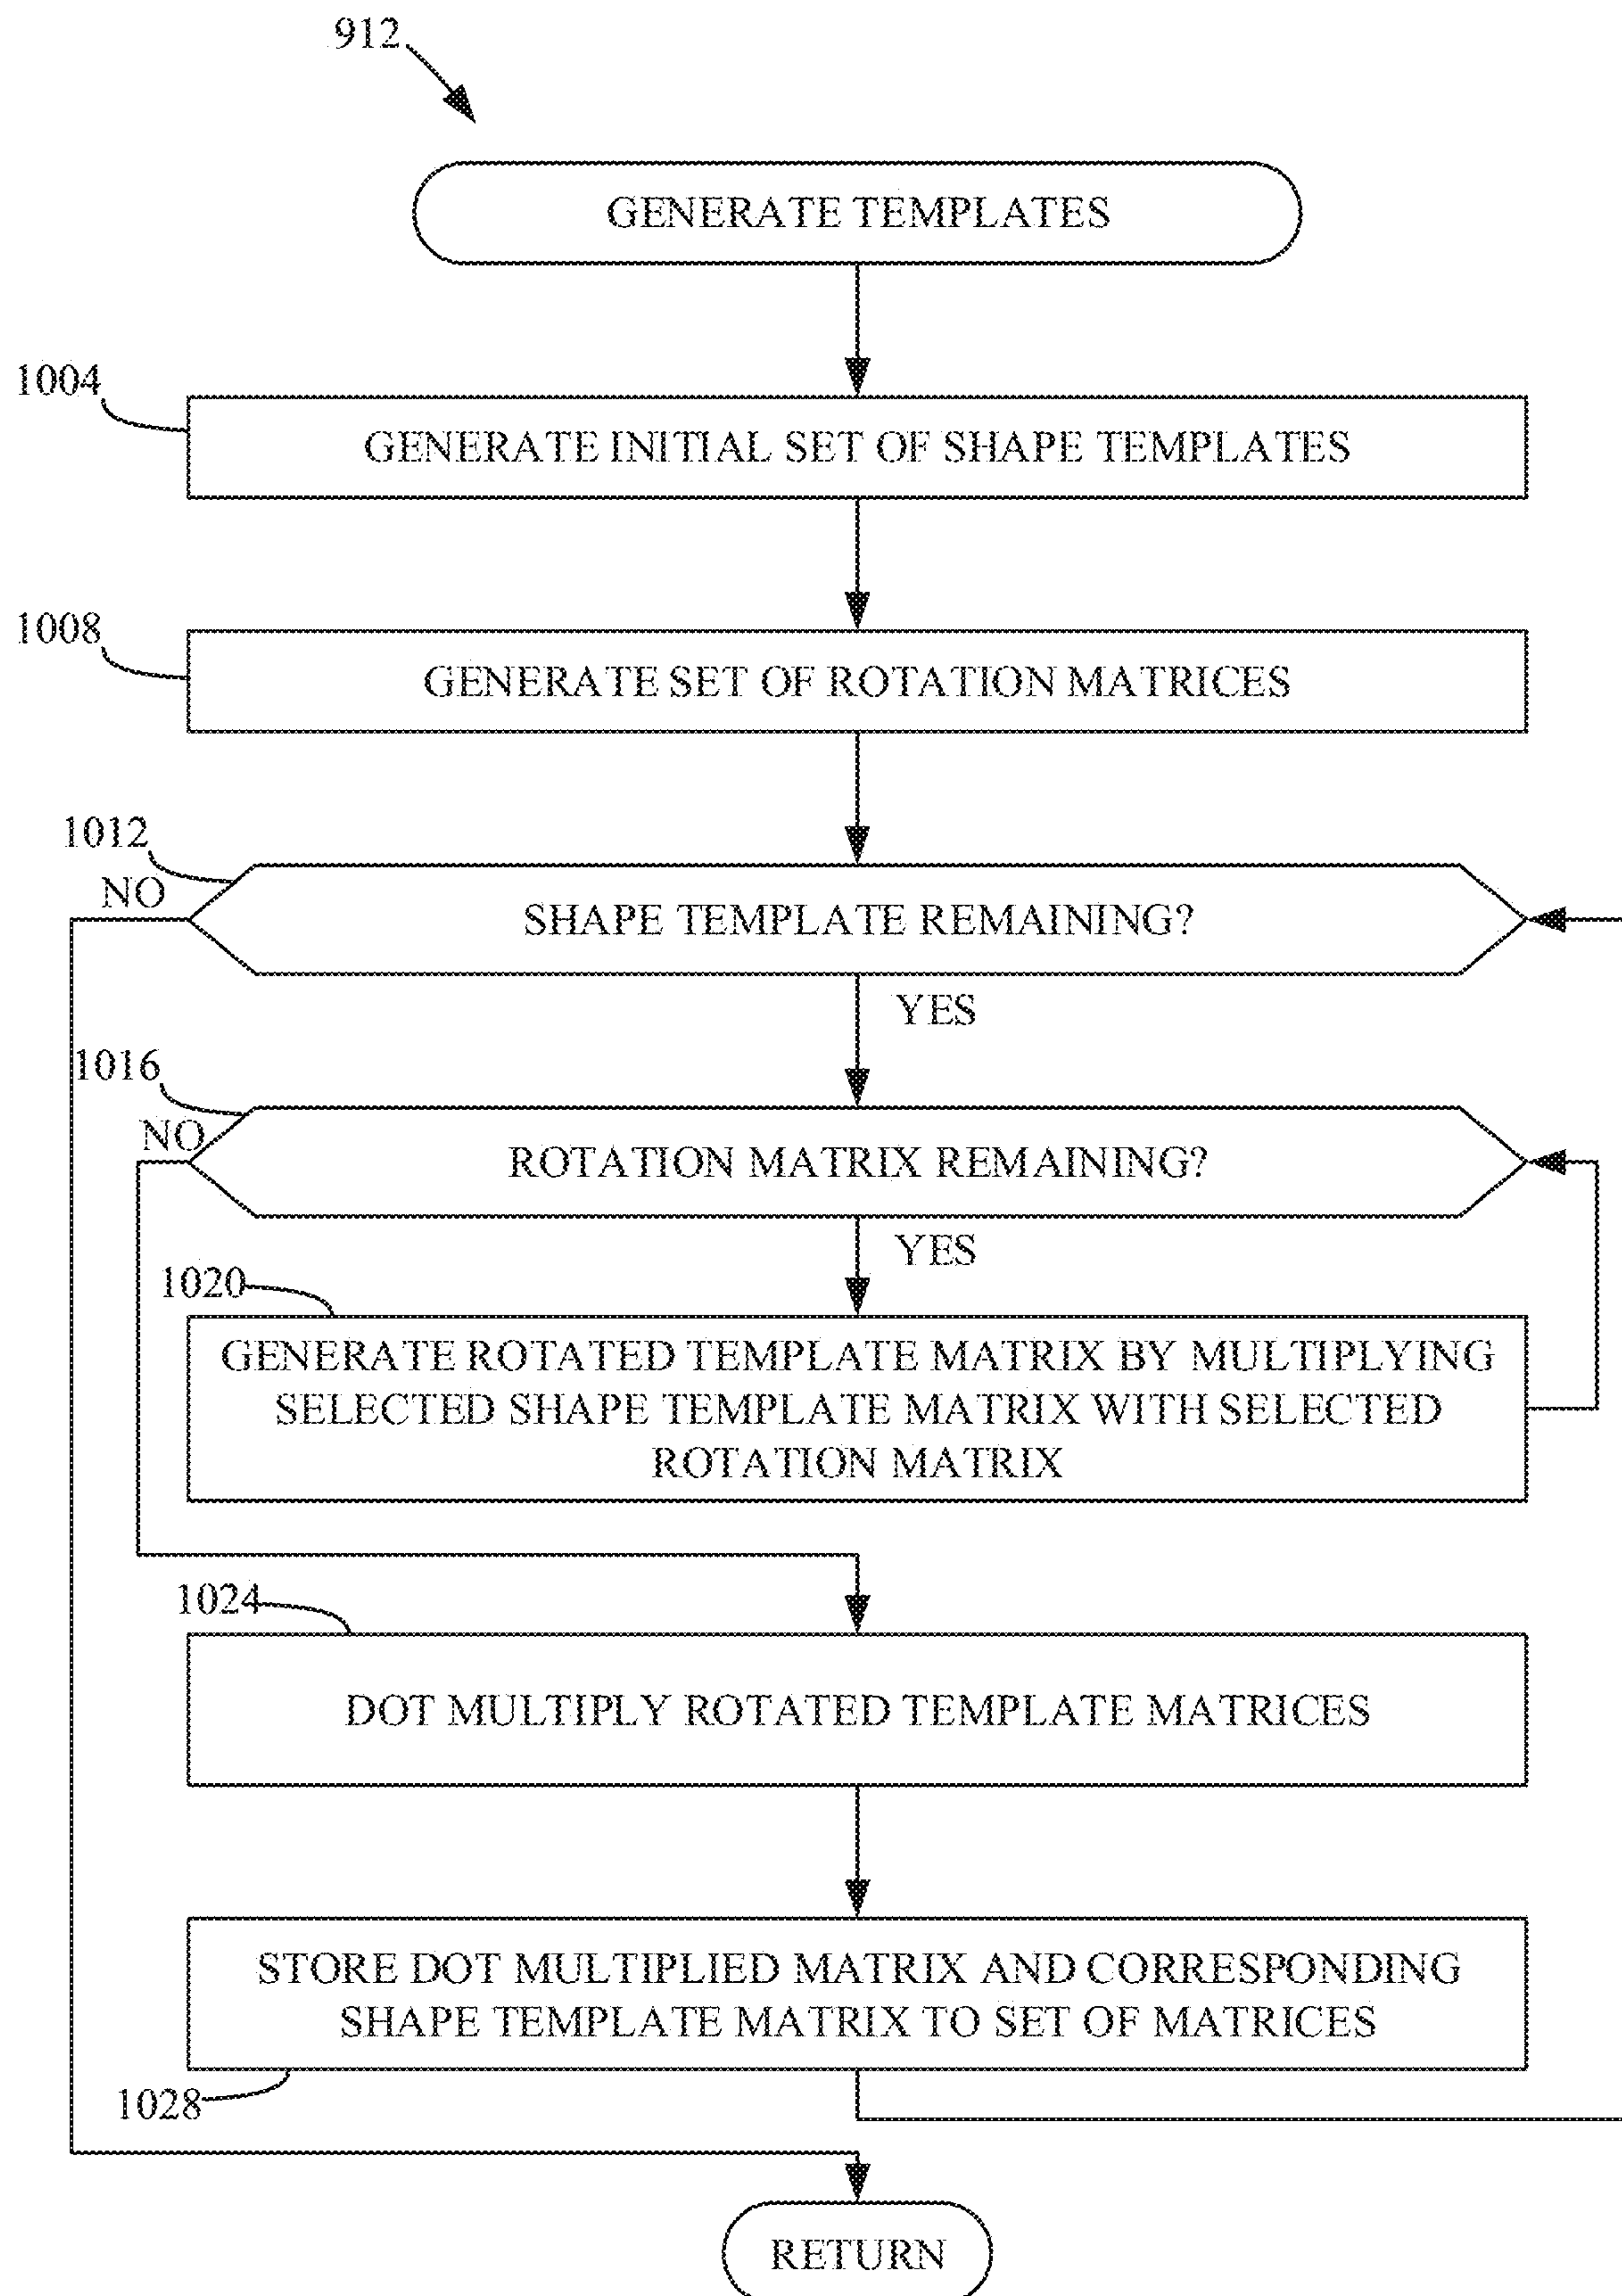 912
GENERATE TEMPLATES
1004
GENERATE INITIAL SET OF SHAPE TEMPLATES
1008
GENERATE SET OF ROTATION MATRICES
1012
NO
SHAPE TEMPLATE REMAINING?
YES
1016
NO
ROTATION MATRIX REMAINING?
YES
1020
GENERATE ROTATED TEMPLATE MATRIX BY MULTIPLYING
SELECTED SHAPE TEMPLATE MATRIX WITH SELECTED
ROTATION MATRIX
1024
DOT MULTIPLY ROTATED TEMPLATE MATRICES
STORE DOT MULTIPLIED MATRIX AND CORRESPONDING
SHAPE TEMPLATE MATRIX TO SET OF MATRICES
1028
RETURN